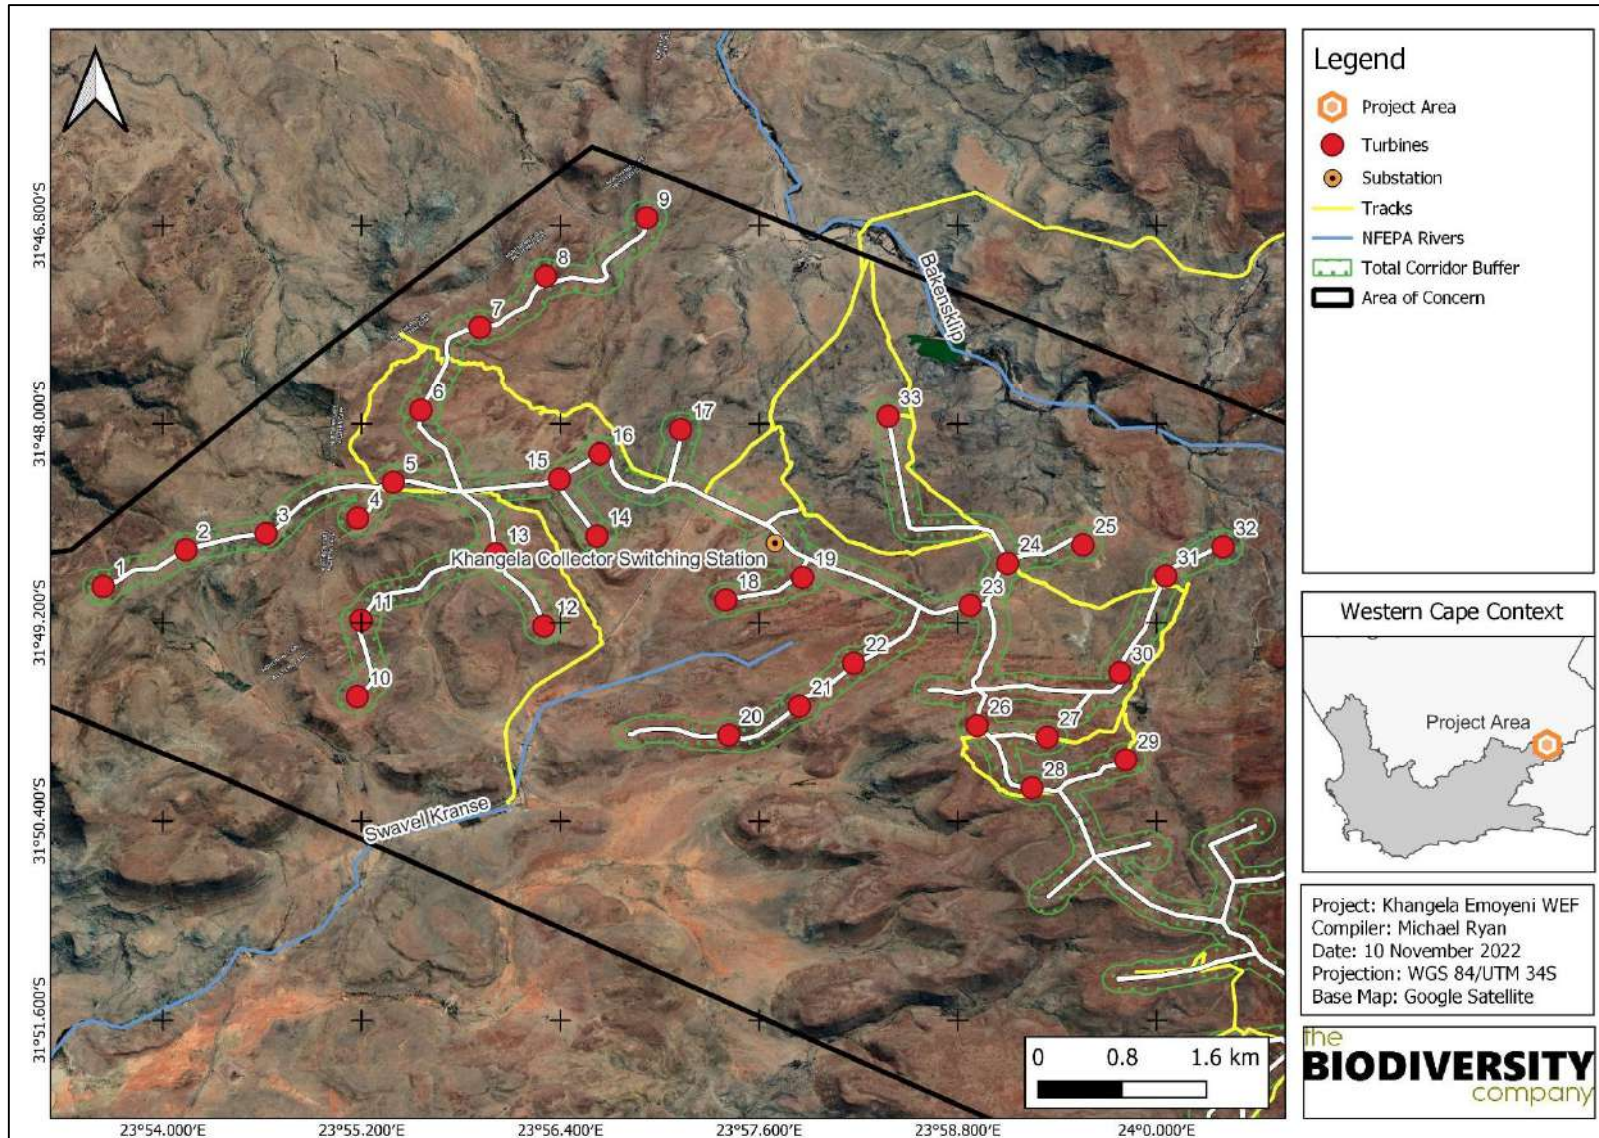 Legend
Project Area
Turbines
Substation
Tracks
NFEPA Rivers
Total Corridor Buffer
Area of Concern
31°46.800'S
31°48.000'S
31°49.200'S
31°50.400'S
31°51.600'S
23°54.000'E
23°55.200'E
23°56.400'E
23°57.600'E
23°58.800'E
24°0.000'E
9
8
7
6
33
17
16
5
15
4
3
2
1
14
13
25
32
24
31
Khangela Collector Switching Station
19
18
23
11
12
22
30
10
21
26
27
20
29
28
Bakensklip
Swavel Kranse
0 0.8 1.6 km
Western Cape Context
Project Area
Project: Khangela Emoyeni WEF
Compiler: Michael Ryan
Date: 10 November 2022
Projection: WGS 84/UTM 34S
Base Map: Google Satellite
the
BIODIVERSITY
company